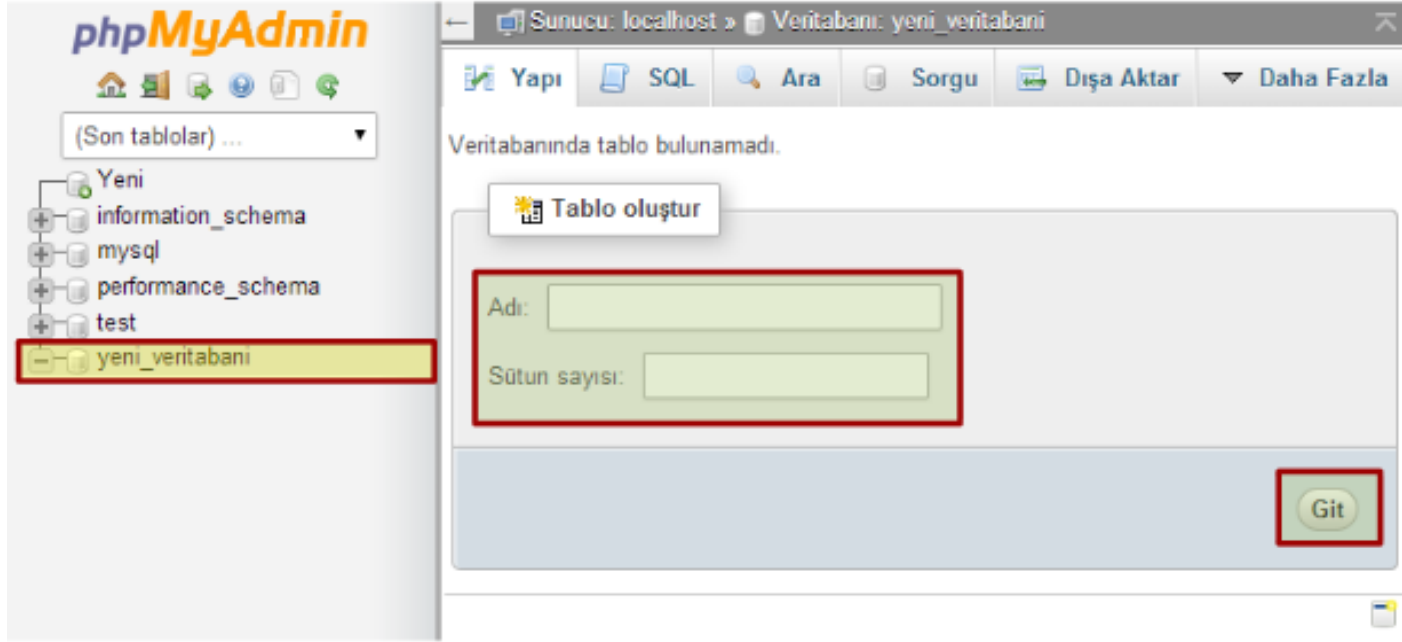 phpMyAdmin
(Son tablolar) ...
Yeni
information_schema
mysql
performance_schema
test
yeni_veritabani
Sunucu: localhost » Veritabanı: yeni_veritabani
Yapı SQL Ara Sorgu Dışa Aktar Daha Fazla
Veritabanında tablo bulunamadı.
Tablo oluştur
Adı:
Sütun sayısı:
Git